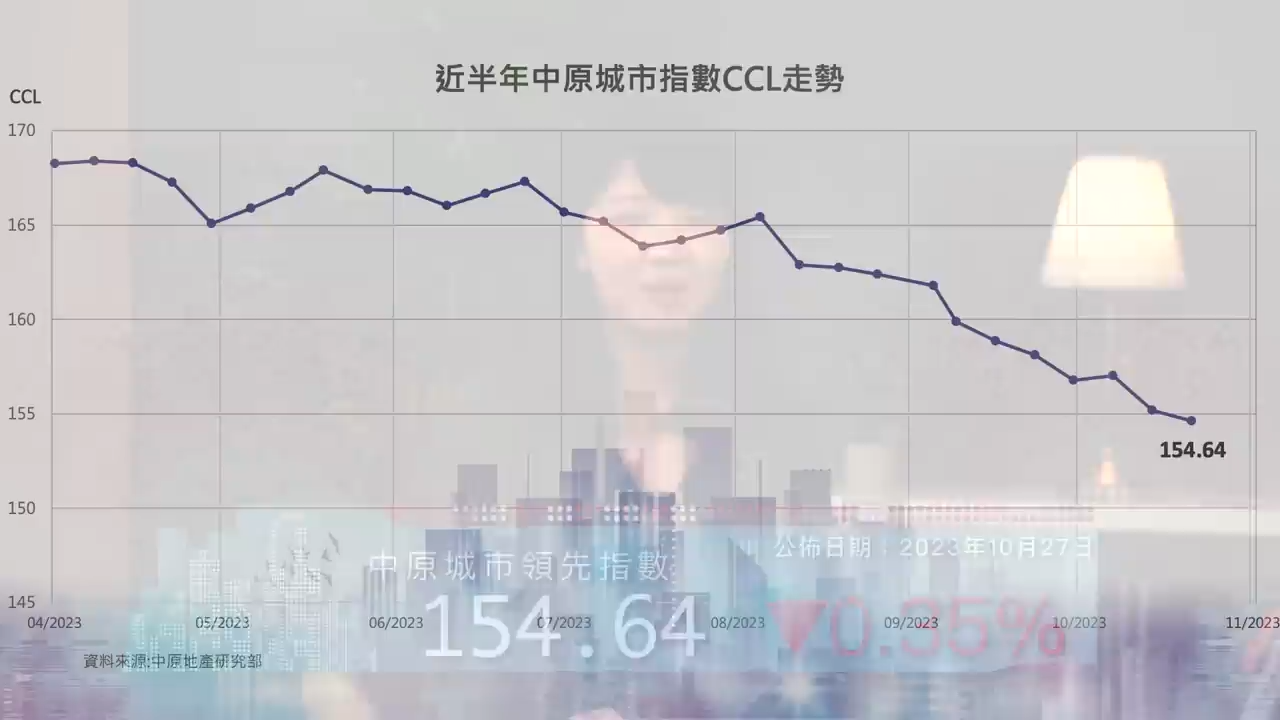 近半年中原城市指數CCL走勢
CCL
170
165
160
155
154.64
150
公佈日期：2023年10月27日
中原城市領先指數
154.64 ▼0.35%
145
04/2023 05/2023 06/2023 07/2023 08/2023 09/2023 10/2023 11/2023
資料來源:中原地產研究部